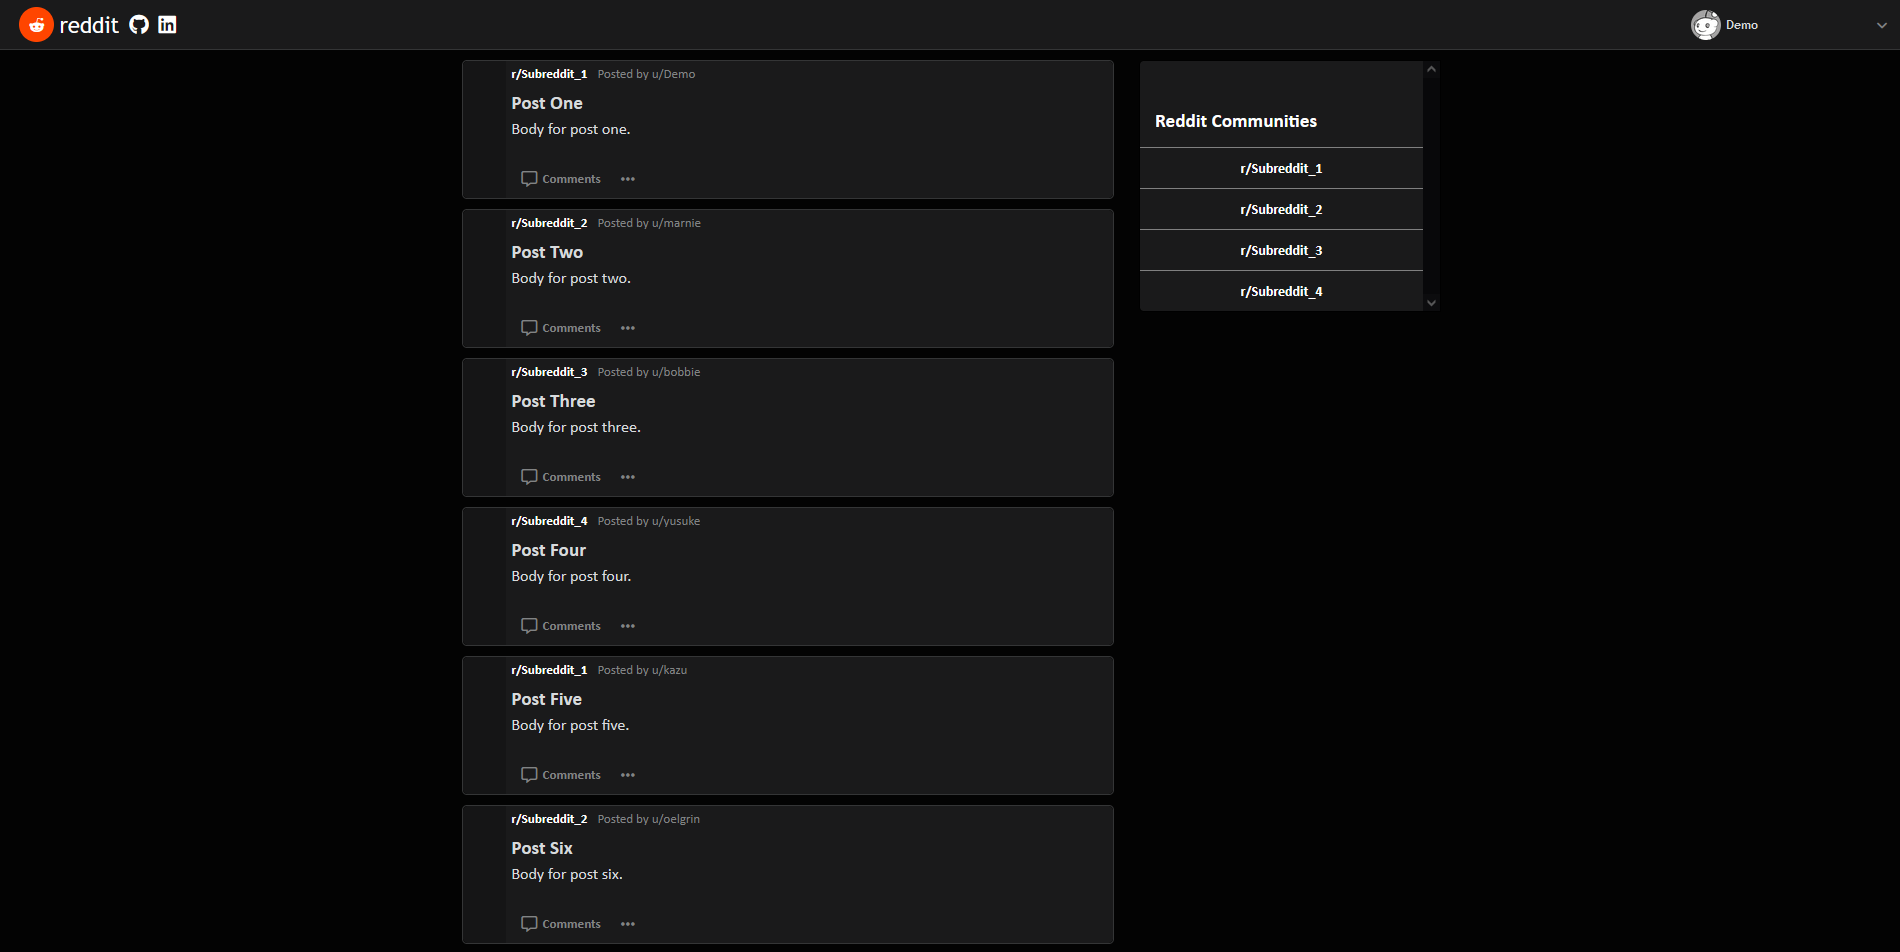 reddit
Demo
r/Subreddit_1 Posted by u/Demo
Post One
Body for post one.
Comments
r/Subreddit_2 Posted by u/marnie
Post Two
Body for post two.
Comments
r/Subreddit_3 Posted by u/bobbie
Post Three
Body for post three.
Comments
r/Subreddit_4 Posted by u/yusuke
Post Four
Body for post four.
Comments
r/Subreddit_1 Posted by u/kazu
Post Five
Body for post five.
Comments
r/Subreddit_2 Posted by u/oelgrin
Post Six
Body for post six.
Comments
Reddit Communities
r/Subreddit_1
r/Subreddit_2
r/Subreddit_3
r/Subreddit_4